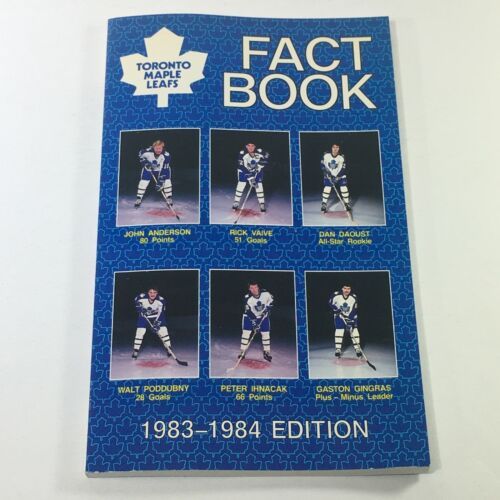 TORONTO
MAPLE
LEAFS
FACT
BOOK
JOHN ANDERSON
80 Points
RICK VAIVE
51 Goals
DAN DAOUST
All-Star Rookie
WALT PODDUBNY
28 Goals
PETER IHNACAK
66 Points
GASTON GINGRAS
Plus - Minus Leader
1983-1984 EDITION